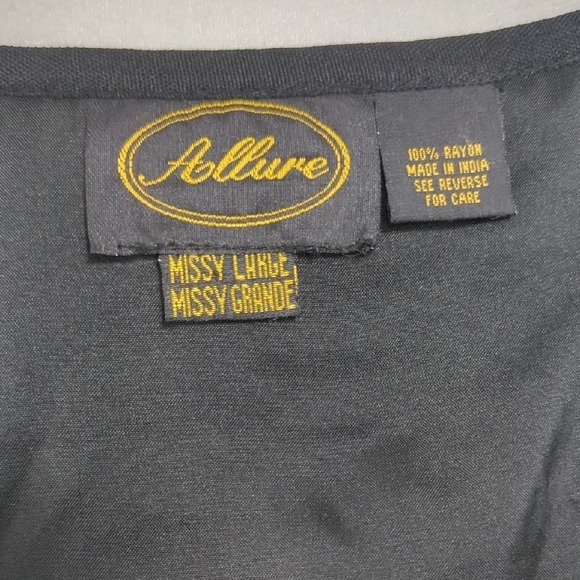 Allure
100% RAYON
MADE IN INDIA
SEE REVERSE
FOR CARE
MISSY LARGE
MISSY GRANDE